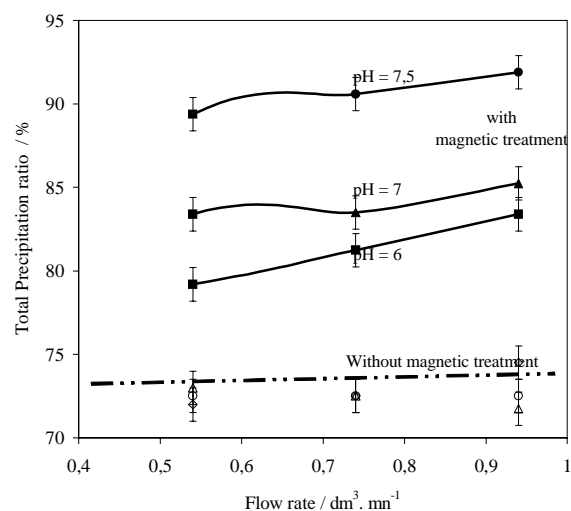 95
90
85
80
75
70
Total Precipitation ratio / %
pH = 7,5
with
magnetic treatment
pH = 7
pH = 6
Without magnetic treatment
0,4 0,5 0,6 0,7 0,8 0,9 1
Flow rate / dm³. mn⁻¹